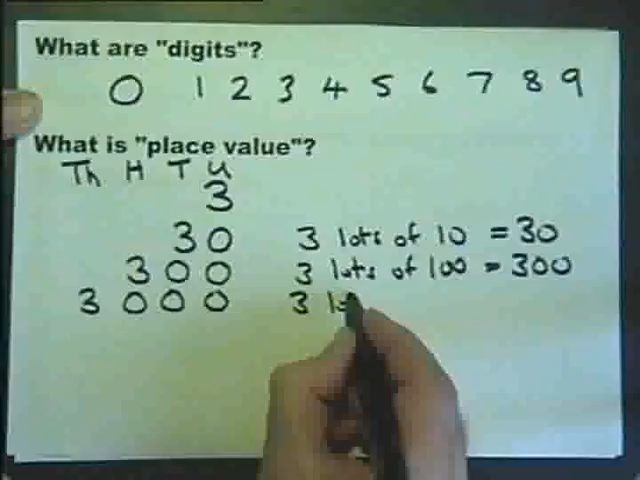 What are "digits"?
0 1 2 3 4 5 6 7 8 9
What is "place value"?
Th H T U
3
30 3 lots of 10 = 30
300 3 lots of 100 = 300
3000 3 lo